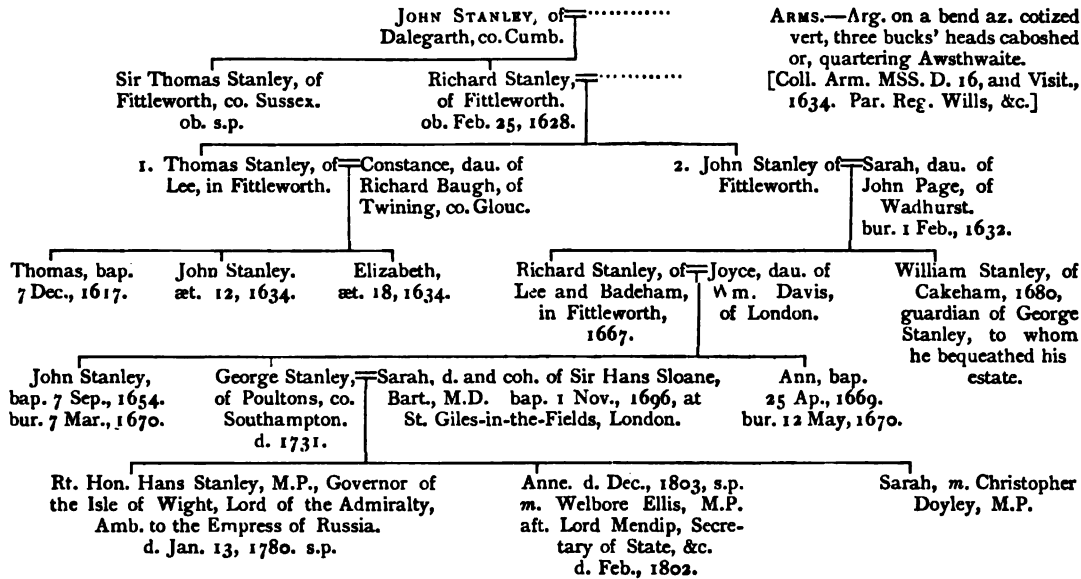 JOHN STANLEY, of
Dalegarth, co. Cumb.
ARMS.—Arg. on a bend az. cotized
vert, three bucks' heads caboshed
or, quartering Awsthwaite.
[Coll. Arm. MSS. D. 16, and Visit.,
1634. Par. Reg. Wills, &c.]
Sir Thomas Stanley, of
Fittleworth, co. Sussex.
ob. s.p.
Richard Stanley,
of Fittleworth.
ob. Feb. 25, 1628.
1. Thomas Stanley, of
Lee, in Fittleworth.
Constance, dau. of
Richard Baugh, of
Twining, co. Glouc.
2. John Stanley of
Fittleworth.
Sarah, dau. of
John Page, of
Wadhurst.
bur. 1 Feb., 1632.
Thomas, bap.
7 Dec., 1617.
John Stanley.
æt. 12, 1634.
Elizabeth,
æt. 18, 1634.
Richard Stanley, of
Lee and Badeham,
in Fittleworth,
1667.
Joyce, dau. of
Wm. Davis,
of London.
William Stanley, of
Cakeham, 1680,
guardian of George
Stanley, to whom
he bequeathed his
estate.
John Stanley,
bap. 7 Sep., 1654.
bur. 7 Mar., 1670.
George Stanley,
of Poultons, co.
Southampton.
d. 1731.
Sarah, d. and coh. of Sir Hans Sloane,
Bart., M.D. bap. 1 Nov., 1696, at
St. Giles-in-the-Fields, London.
Ann, bap.
25 Ap., 1669.
bur. 12 May, 1670.
Rt. Hon. Hans Stanley, M.P., Governor of
the Isle of Wight, Lord of the Admiralty,
Amb. to the Empress of Russia.
d. Jan. 13, 1780. s.p.
Anne. d. Dec., 1803, s.p.
m. Welbore Ellis, M.P.
aft. Lord Mendip, Secre-
tary of State, &c.
d. Feb., 1802.
Sarah, m. Christopher
Doyley, M.P.